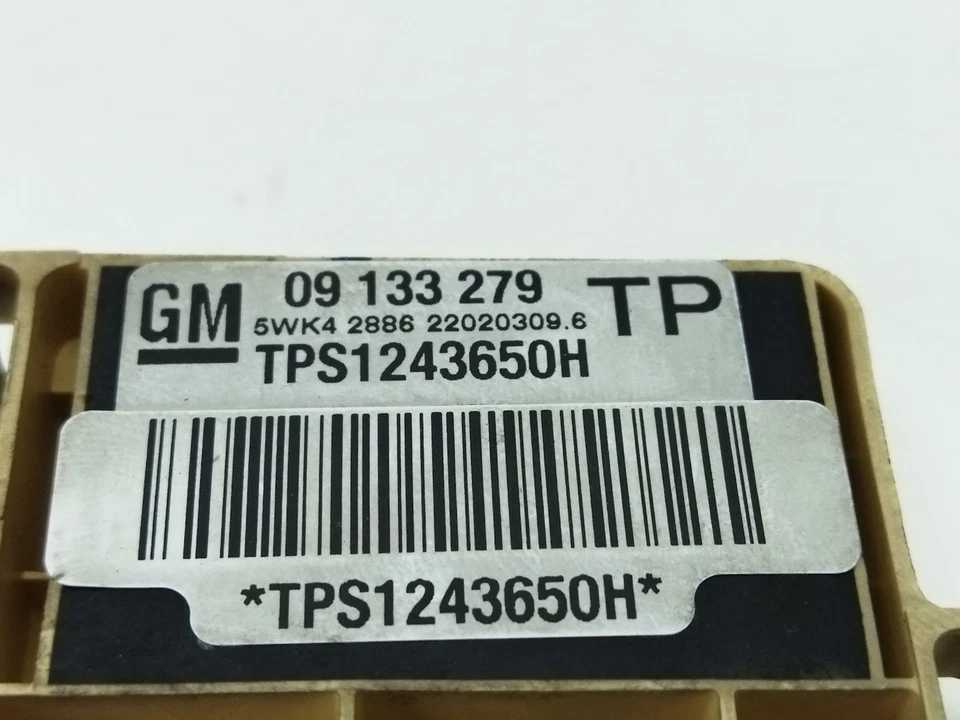 GM 09 133 279 TP
5WK4 2886 22020309.6
TPS1243650H
*TPS1243650H*